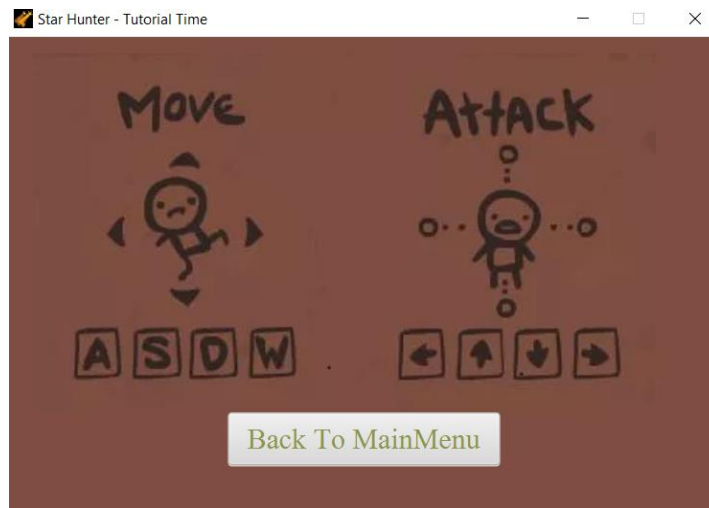 Star Hunter - Tutorial Time
Move
Attack
A S D W
Back To MainMenu